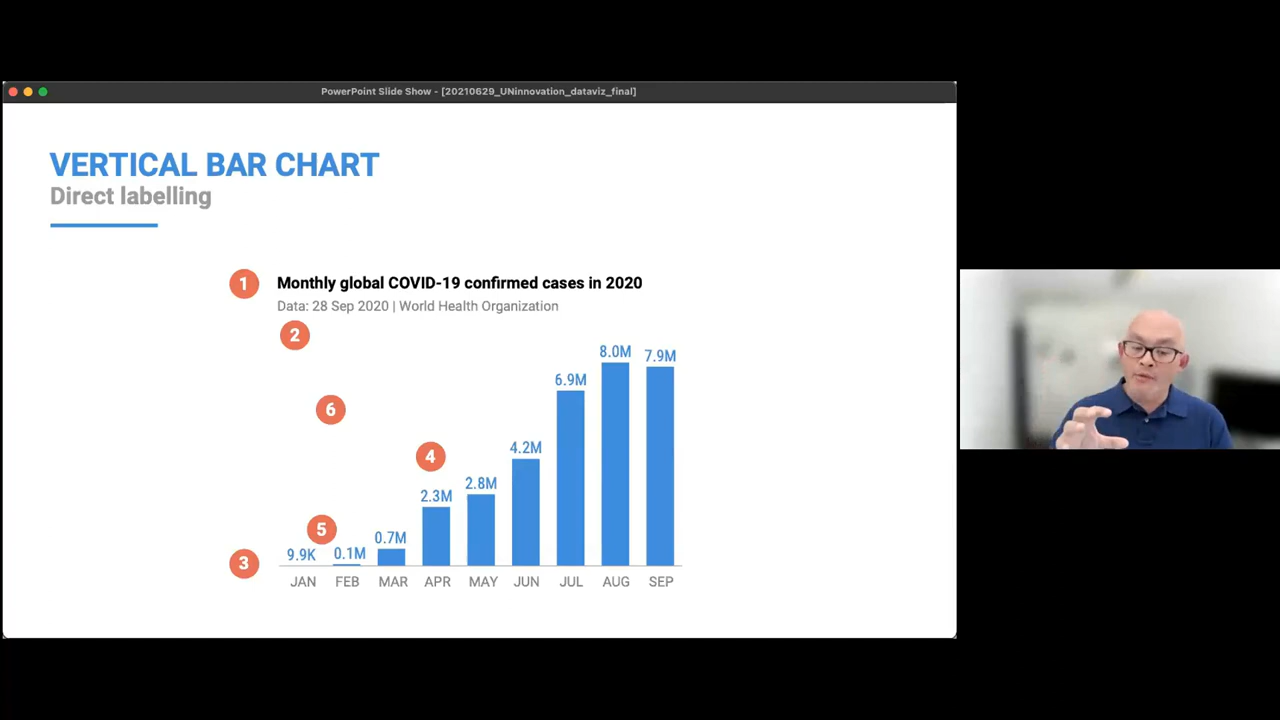 PowerPoint Slide Show - [20210629_UNinnovation_dataviz_final]
VERTICAL BAR CHART
Direct labelling
1
Monthly global COVID-19 confirmed cases in 2020
Data: 28 Sep 2020 | World Health Organization
2
8.0M
7.9M
6.9M
6
4
4.2M
2.8M
2.3M
5
0.7M
9.9K
0.1M
3
JAN FEB MAR APR MAY JUN JUL AUG SEP